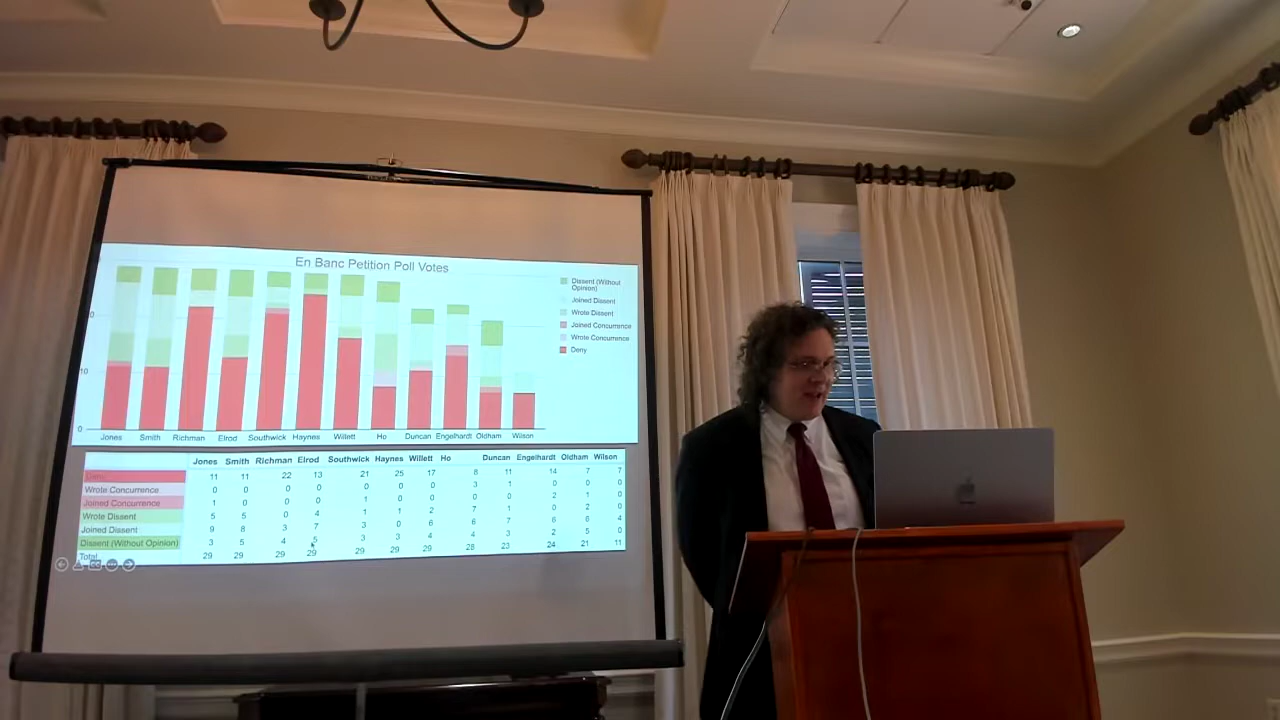 En Banc Petition Poll Votes
Dissent (Without
Opinion)
Joined Dissent
Wrote Dissent
Joined Concurrence
Wrote Concurrence
Deny
10
0
Jones Smith Richman Elrod Southwick Haynes Willett Ho Duncan Engelhardt Oldham Wilson
Jones Smith Richman Elrod Southwick Haynes Willett Ho Duncan Engelhardt Oldham Wilson
11 11 22 13 21 25 17 8 11 14 7 7
Wrote Concurrence 0 0 0 0 0 0 0 3 1 0 0 0
Joined Concurrence 1 0 0 0 1 0 0 0 0 2 1 0
Wrote Dissent 5 5 0 4 1 1 2 7 1 0 2 0
Joined Dissent 9 8 3 7 3 0 6 6 7 6 6 4
Dissent (Without Opinion) 3 5 4 5 3 3 4 4 3 2 5 0
Total 29 29 29 29 29 29 29 28 23 24 21 11